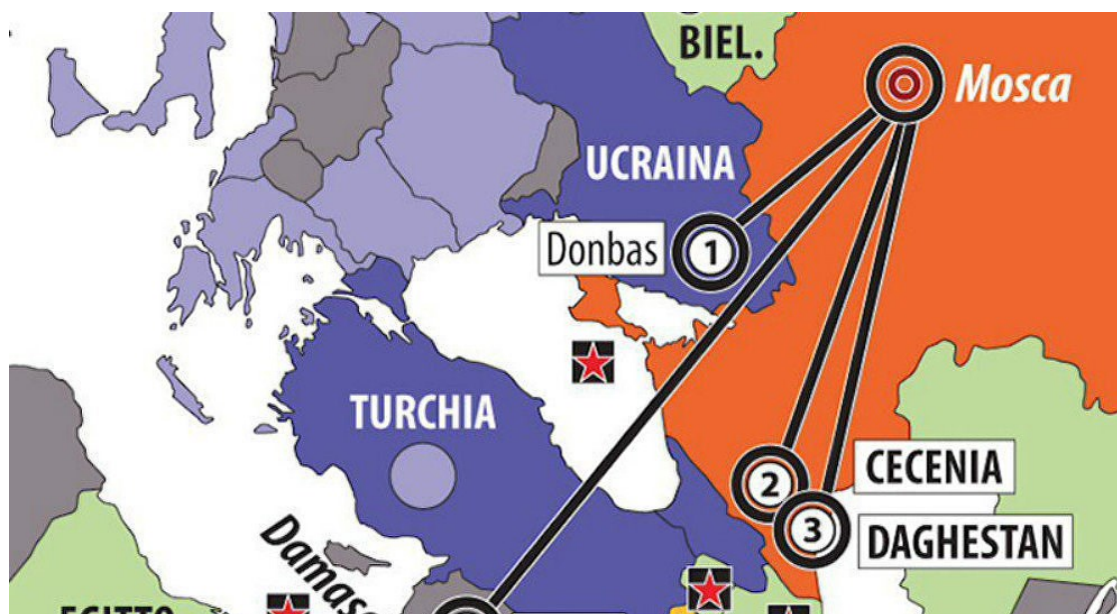 BIEL.
Mosca
UCRAINA
Donbas
1
TURCHIA
2
CECENIA
3
DAGHESTAN